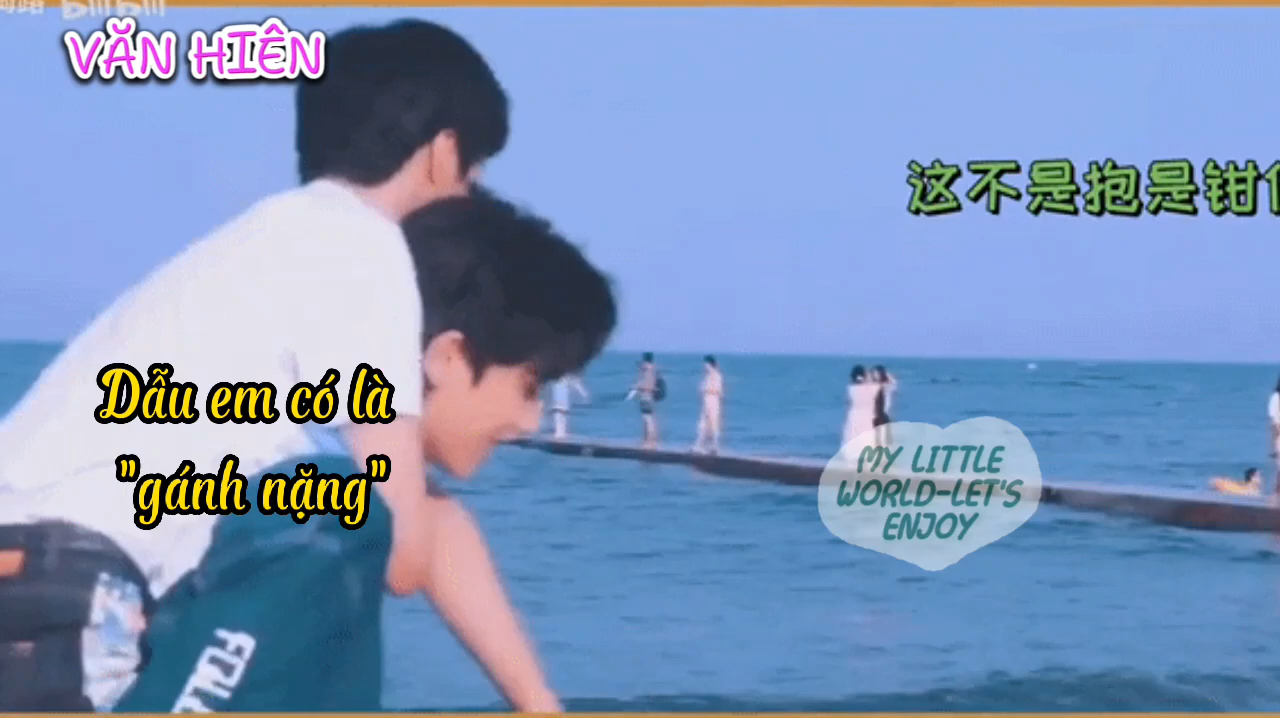 bilibili
VĂN HIÊN
这不是抱是钳
Dẫu em có là
"gánh nặng"
MY LITTLE
WORLD-LET'S
ENJOY